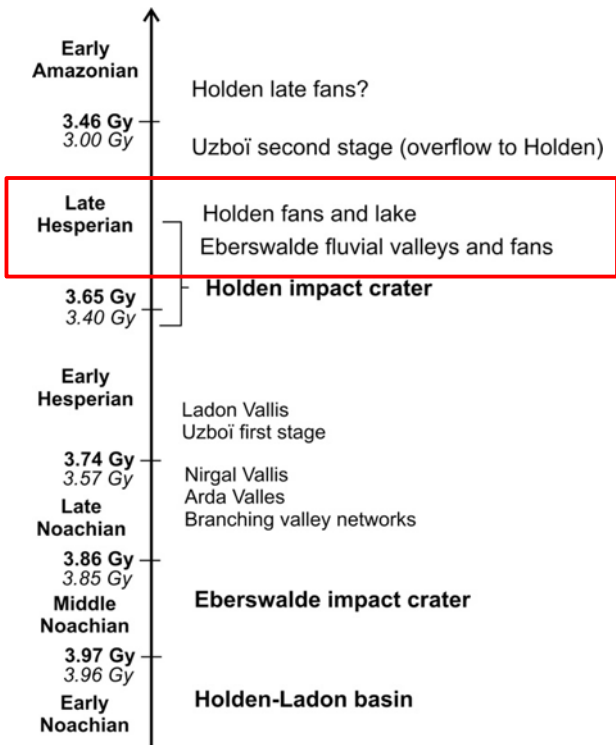 Early
Amazonian
Holden late fans?
3.46 Gy
3.00 Gy
Uzboï second stage (overflow to Holden)
Late
Hesperian
Holden fans and lake
Eberswalde fluvial valleys and fans
Holden impact crater
3.65 Gy
3.40 Gy
Early
Hesperian
Ladon Vallis
Uzboï first stage
3.74 Gy
3.57 Gy
Nirgal Vallis
Arda Valles
Branching valley networks
Late
Noachian
3.86 Gy
3.85 Gy
Middle
Noachian
Eberswalde impact crater
3.97 Gy
3.96 Gy
Early
Noachian
Holden-Ladon basin